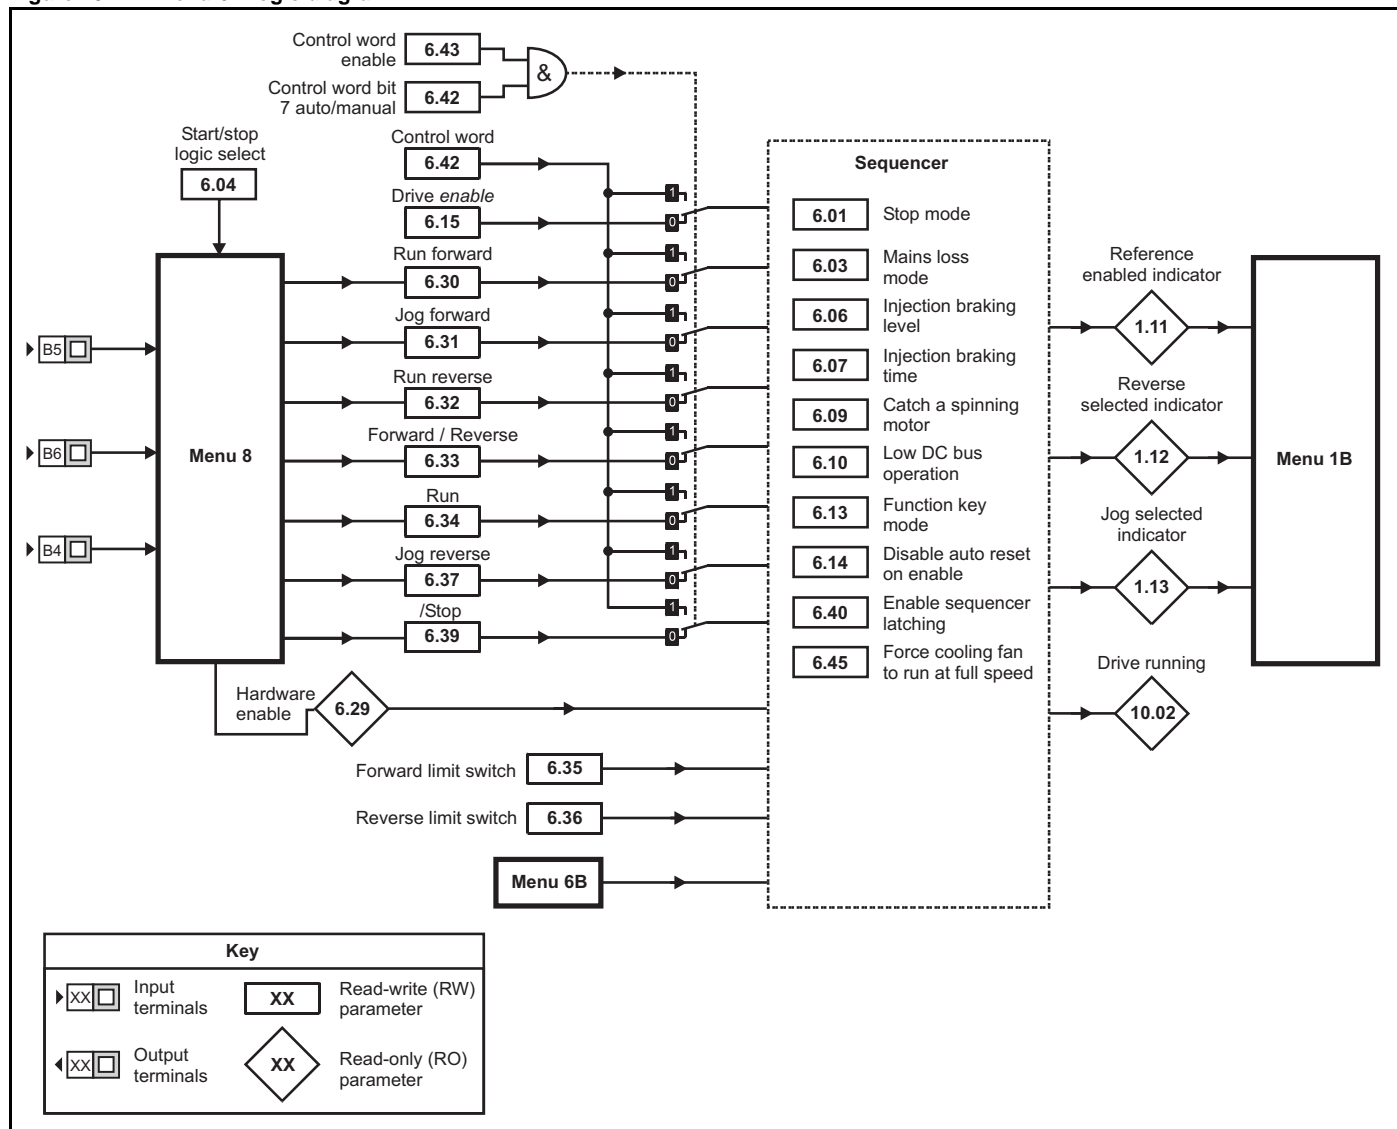 Control word
enable
6.43
&
Control word bit
7 auto/manual
6.42
Start/stop
logic select
6.04
Control word
6.42
1
Drive enable
6.15
0
1
Run forward
6.30
0
1
Jog forward
6.31
0
1
Run reverse
6.32
0
1
Forward / Reverse
6.33
0
1
Run
6.34
0
1
Jog reverse
6.37
0
1
/Stop
6.39
0
B5
B6
B4
Menu 8
Hardware
enable
6.29
Forward limit switch
6.35
Reverse limit switch
6.36
Menu 6B
Sequencer
6.01
Stop mode
6.03
Mains loss
mode
6.06
Injection braking
level
6.07
Injection braking
time
6.09
Catch a spinning
motor
6.10
Low DC bus
operation
6.13
Function key
mode
6.14
Disable auto reset
on enable
6.40
Enable sequencer
latching
6.45
Force cooling fan
to run at full speed
Reference
enabled indicator
1.11
Reverse
selected indicator
1.12
Jog selected
indicator
1.13
Drive running
10.02
Menu 1B
Key
XX
Input
terminals
XX
Read-write (RW)
parameter
XX
Output
terminals
XX
Read-only (RO)
parameter